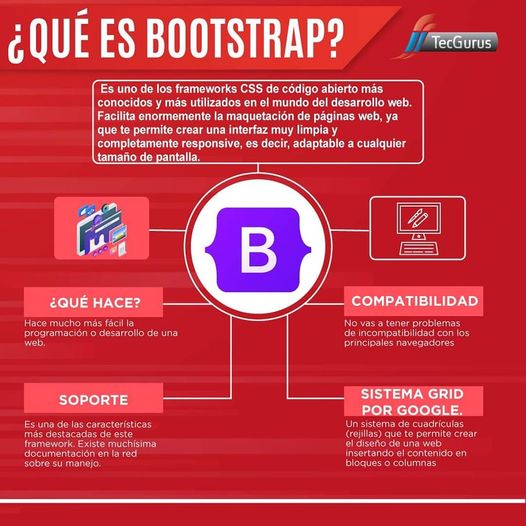 ¿QUÉ ES BOOTSTRAP?
TecGurus
Es uno de los frameworks CSS de código abierto más
conocidos y más utilizados en el mundo del desarrollo web.
Facilita enormemente la maquetación de páginas web, ya
que te permite crear una interfaz muy limpia y
completamente responsive, es decir, adaptable a cualquier
tamaño de pantalla.
B
¿QUÉ HACE?
Hace mucho más fácil la
programación o desarrollo de una
web.
COMPATIBILIDAD
No vas a tener problemas
de incompatibilidad con los
principales navegadores
SOPORTE
Es una de las características
más destacadas de este
framework. Existe muchísima
documentación en la red
sobre su manejo.
SISTEMA GRID
POR GOOGLE.
Un sistema de cuadrículas
(rejillas) que te permite crear
el diseño de una web
insertando el contenido en
bloques o columnas